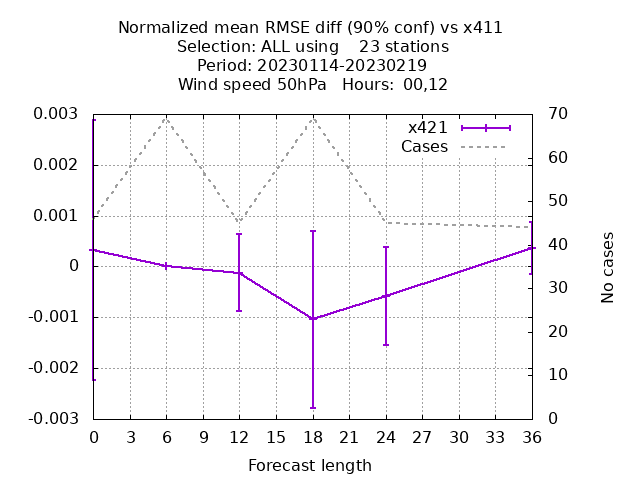 Normalized mean RMSE diff (90% conf) vs x411
Selection: ALL using    23 stations
Period: 20230114-20230219
Wind speed 50hPa   Hours:  00,12
x421
Cases
0.003
0.002
0.001
0
-0.001
-0.002
-0.003
70
60
50
40
30
20
10
0
No cases
0 3 6 9 12 15 18 21 24 27 30 33 36
Forecast length